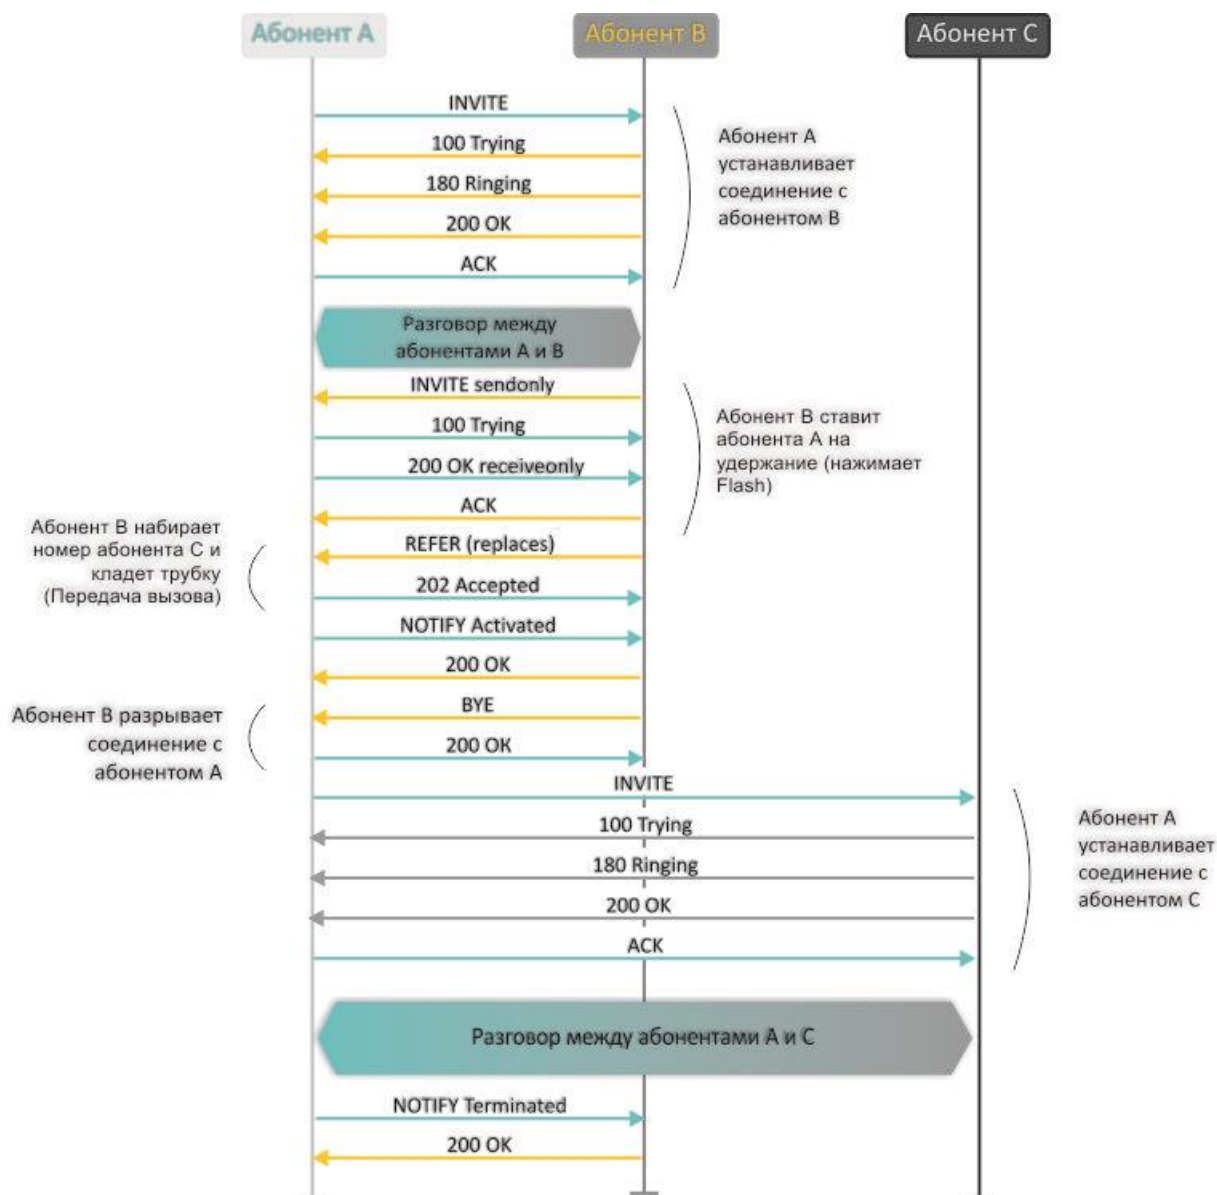 Абонент А
Абонент В
Абонент С
INVITE
100 Trying
180 Ringing
200 OK
ACK
Абонент А
устанавливает
соединение с
абонентом В
Разговор между
абонентами А и В
INVITE sendonly
100 Trying
200 OK receiveonly
ACK
Абонент В ставит
абонента А на
удержание (нажимает
Flash)
REFER (replaces)
202 Accepted
Абонент В набирает
номер абонента С и
кладет трубку
(Передача вызова)
NOTIFY Activated
200 OK
BYE
200 OK
Абонент В разрывает
соединение с
абонентом А
INVITE
100 Trying
180 Ringing
200 OK
ACK
Абонент А
устанавливает
соединение с
абонентом С
Разговор между абонентами А и С
NOTIFY Terminated
200 OK